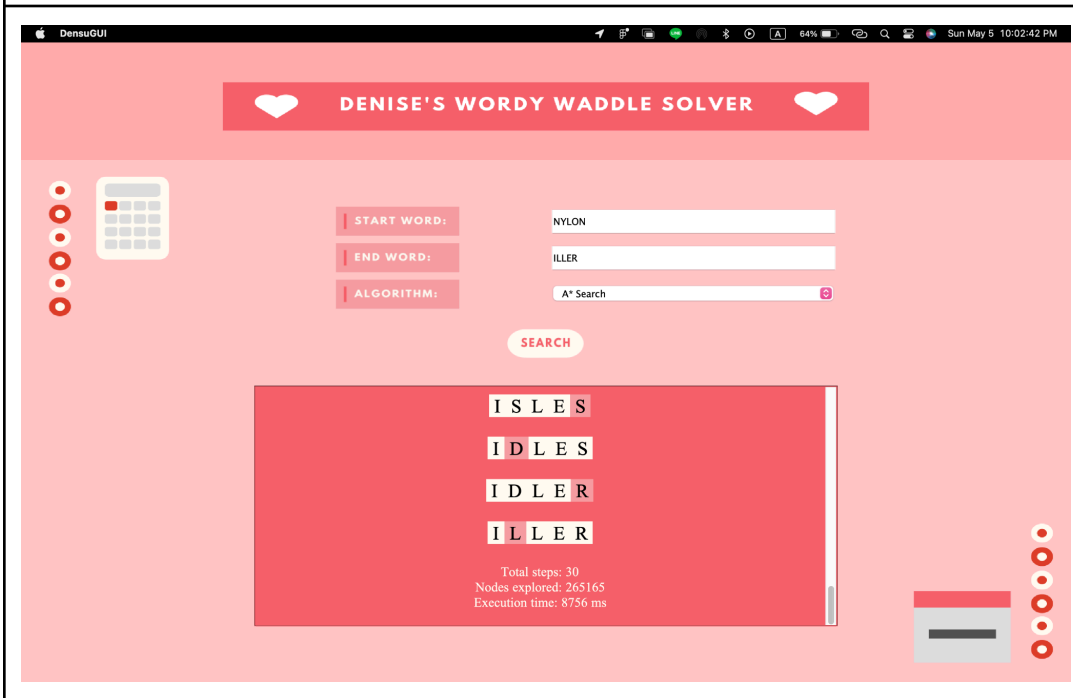 DensuGUI A 64% Sun May 5 10:02:42 PM
DENISE'S WORDY WADDLE SOLVER
START WORD: NYLON
END WORD: ILLER
ALGORITHM: A* Search
SEARCH
I S L E S
I D L E S
I D L E R
I L L E R
Total steps: 30
Nodes explored: 265165
Execution time: 8756 ms